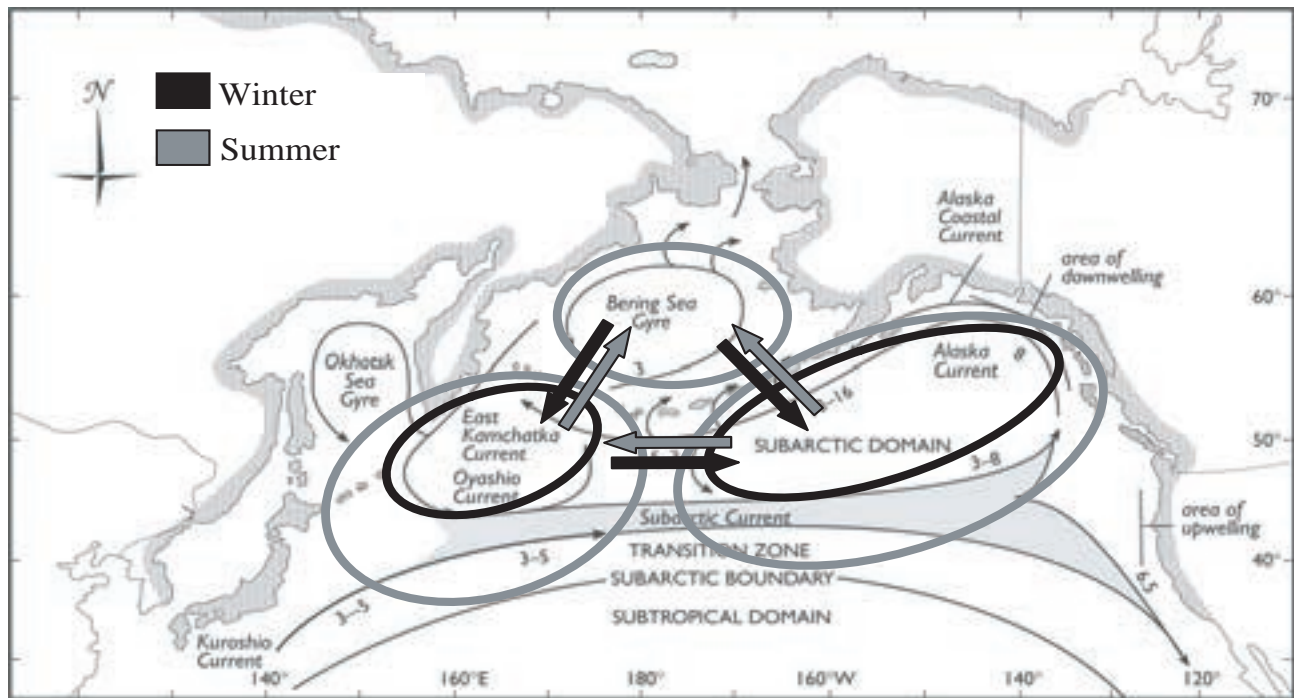 N
Winter
Summer
70°
Alaska
Coastal
Current
area of
downwelling
60°
Bering Sea
Gyre
Okhotsk
Sea
Gyre
Alaska
Current
8
3
–16
East
Kamchatka
Current
SUBARCTIC DOMAIN
50°
3–8
Oyashio
Current
Subarctic Current
area of
upwelling
3–5
TRANSITION ZONE
40°
SUBARCTIC BOUNDARY
6.5
3–5
SUBTROPICAL DOMAIN
Kuroshio
Current
140°
160°E
180°
160°W
140°
120°